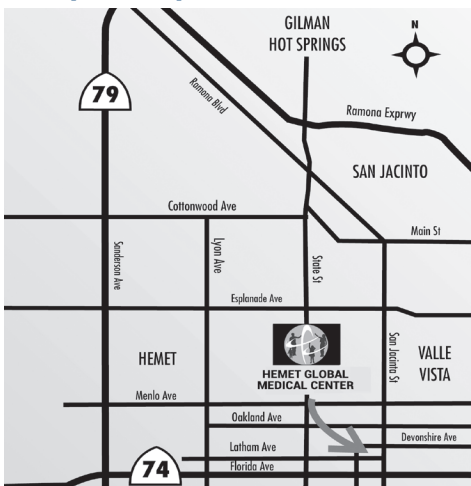 GILMAN
HOT SPRINGS
N
79
Ramona Blvd
Ramona Exprwy
SAN JACINTO
Cottonwood Ave
Main St
Sanderson Ave
Lyon Ave
State St
Esplanade Ave
San Jacinta St
HEMET
HEMET GLOBAL
MEDICAL CENTER
VALLE
VISTA
Menlo Ave
Oakland Ave
Devonshire Ave
Latham Ave
74
Florida Ave